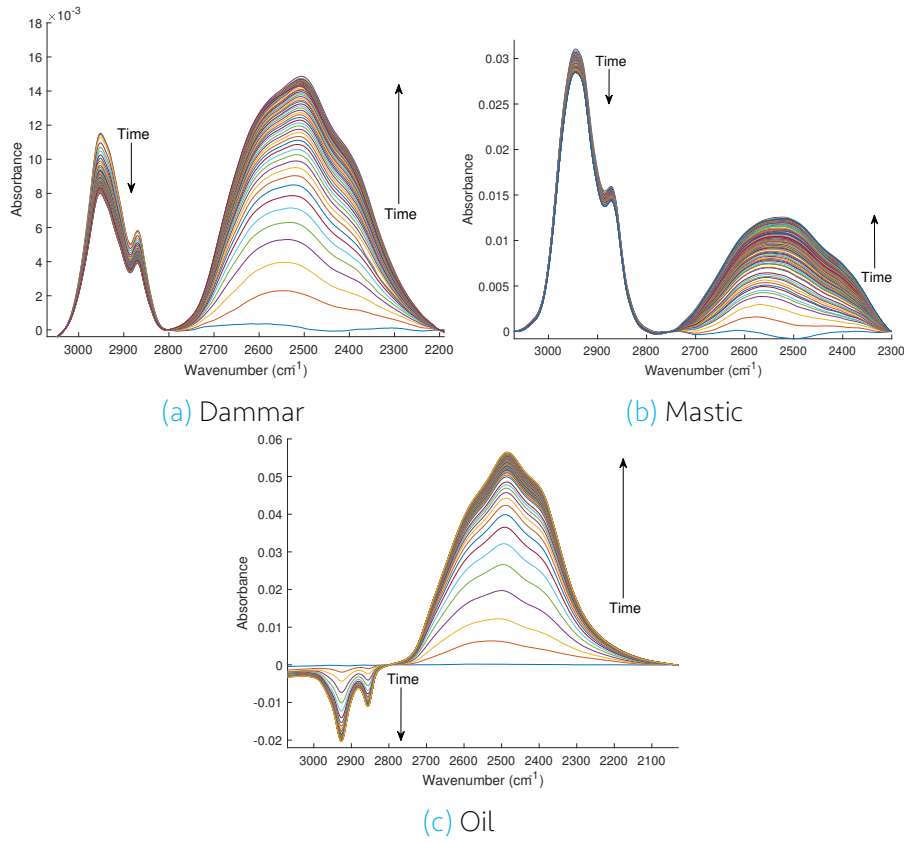 ×10⁻³
18
16
14
12
10
8
6
4
2
0
Absorbance
Time
Time
3000 2900 2800 2700 2600 2500 2400 2300 2200
Wavenumber (cm⁻¹)
(a) Dammar
0.03
0.025
0.02
0.015
0.01
0.005
0
Absorbance
Time
Time
3000 2900 2800 2700 2600 2500 2400 2300
Wavenumber (cm⁻¹)
(b) Mastic
0.06
0.05
0.04
0.03
0.02
0.01
0
-0.01
-0.02
Absorbance
Time
Time
3000 2900 2800 2700 2600 2500 2400 2300 2200 2100
Wavenumber (cm⁻¹)
(c) Oil